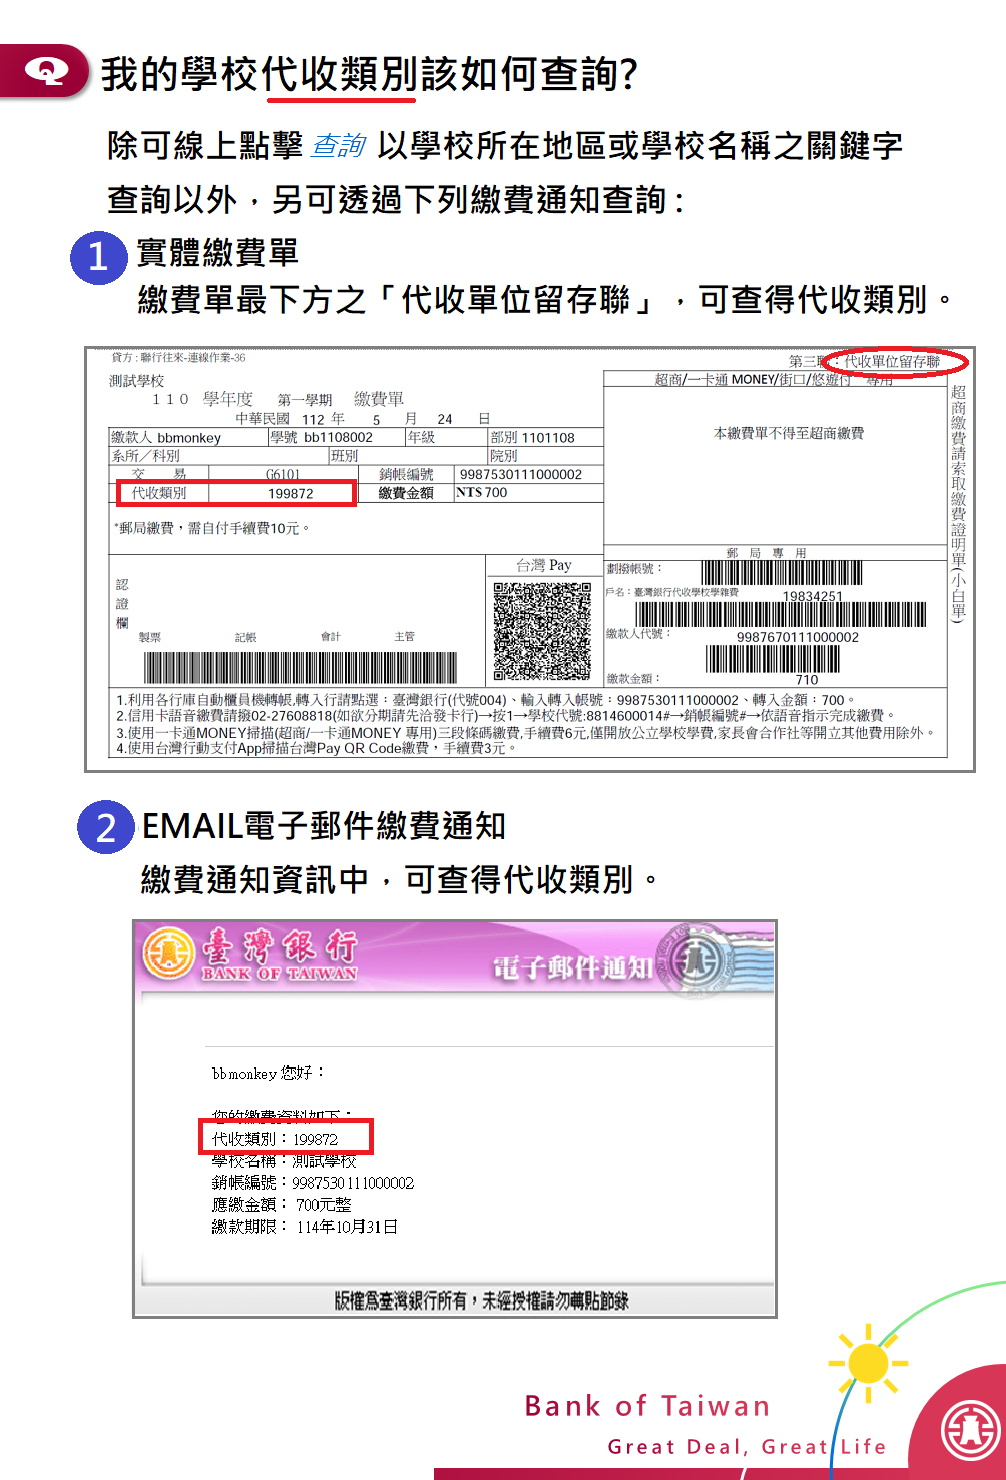 Q 我的學校代收類別該如何查詢?
除可線上點擊 查詢 以學校所在地區或學校名稱之關鍵字
查詢以外，另可透過下列繳費通知查詢：
1 實體繳費單
繳費單最下方之「代收單位留存聯」，可查得代收類別。
貸方：聯行往來-連線作業-36
第三聯：代收單位留存聯
測試學校
110 學年度 第一學期 繳費單
中華民國 112 年 5 月 24 日
繳款人 bbmonkey 學號 bb1108002 年級 部別 1101108
系所／科別 班別 院別
交 易 G6101 銷帳編號 9987530111000002
代收類別 199872 繳費金額 NT$ 700
*郵局繳費，需自付手續費10元。
認證欄
製票 記帳 會計 主管
台灣 Pay
超商/一卡通 MONEY/街口/悠遊付 專用
本繳費單不得至超商繳費
郵 局 專 用
劃撥帳號：
19834251
戶名：臺灣銀行代收學校學雜費
繳款人代號：
9987670111000002
繳款金額：
710
超商繳費請索取繳費證明單(小白單)
1.利用各行庫自動櫃員機轉帳,轉入行請點選：臺灣銀行(代號004)、輸入轉入帳號：9987530111000002、轉入金額：700。
2.信用卡語音繳費請撥02-27608818(如欲分期請先洽發卡行)→按1→學校代號:8814600014#→銷帳編號#→依語音指示完成繳費。
3.使用一卡通MONEY掃描(超商/一卡通MONEY 專用)三段條碼繳費,手續費6元,僅開放公立學校學費,家長會合作社等開立其他費用除外。
4.使用台灣行動支付App掃描台灣Pay QR Code繳費，手續費3元。
2 EMAIL電子郵件繳費通知
繳費通知資訊中，可查得代收類別。
臺灣銀行
BANK OF TAIWAN
電子郵件通知
bbmonkey 您好：
您的繳費資料如下：
代收類別：199872
學校名稱：測試學校
銷帳編號：9987530111000002
應繳金額： 700元整
繳款期限： 114年10月31日
版權為臺灣銀行所有，未經授權請勿轉貼節錄
Bank of Taiwan
Great Deal, Great Life